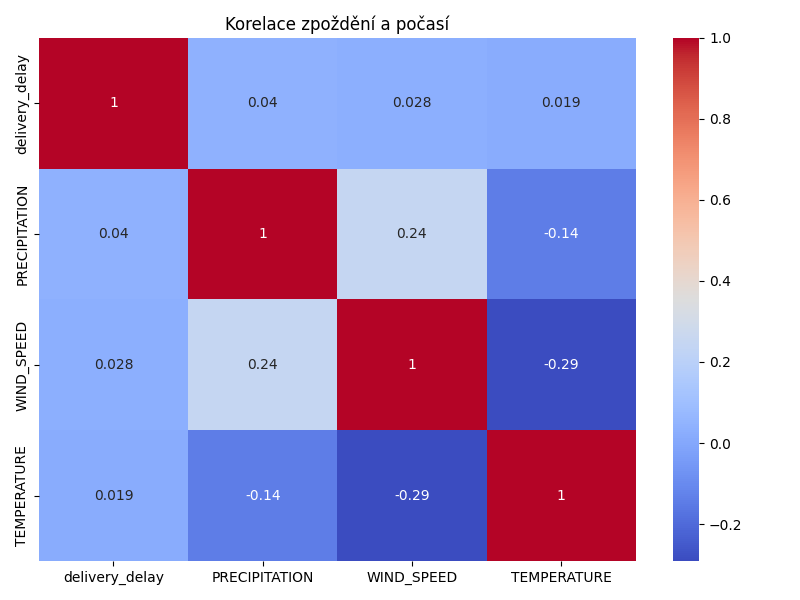 Korelace zpoždění a počasí
delivery_delay
1
0.04
0.028
0.019
PRECIPITATION
0.04
1
0.24
-0.14
WIND_SPEED
0.028
0.24
1
-0.29
TEMPERATURE
0.019
-0.14
-0.29
1
delivery_delay
PRECIPITATION
WIND_SPEED
TEMPERATURE
1.0
0.8
0.6
0.4
0.2
0.0
−0.2